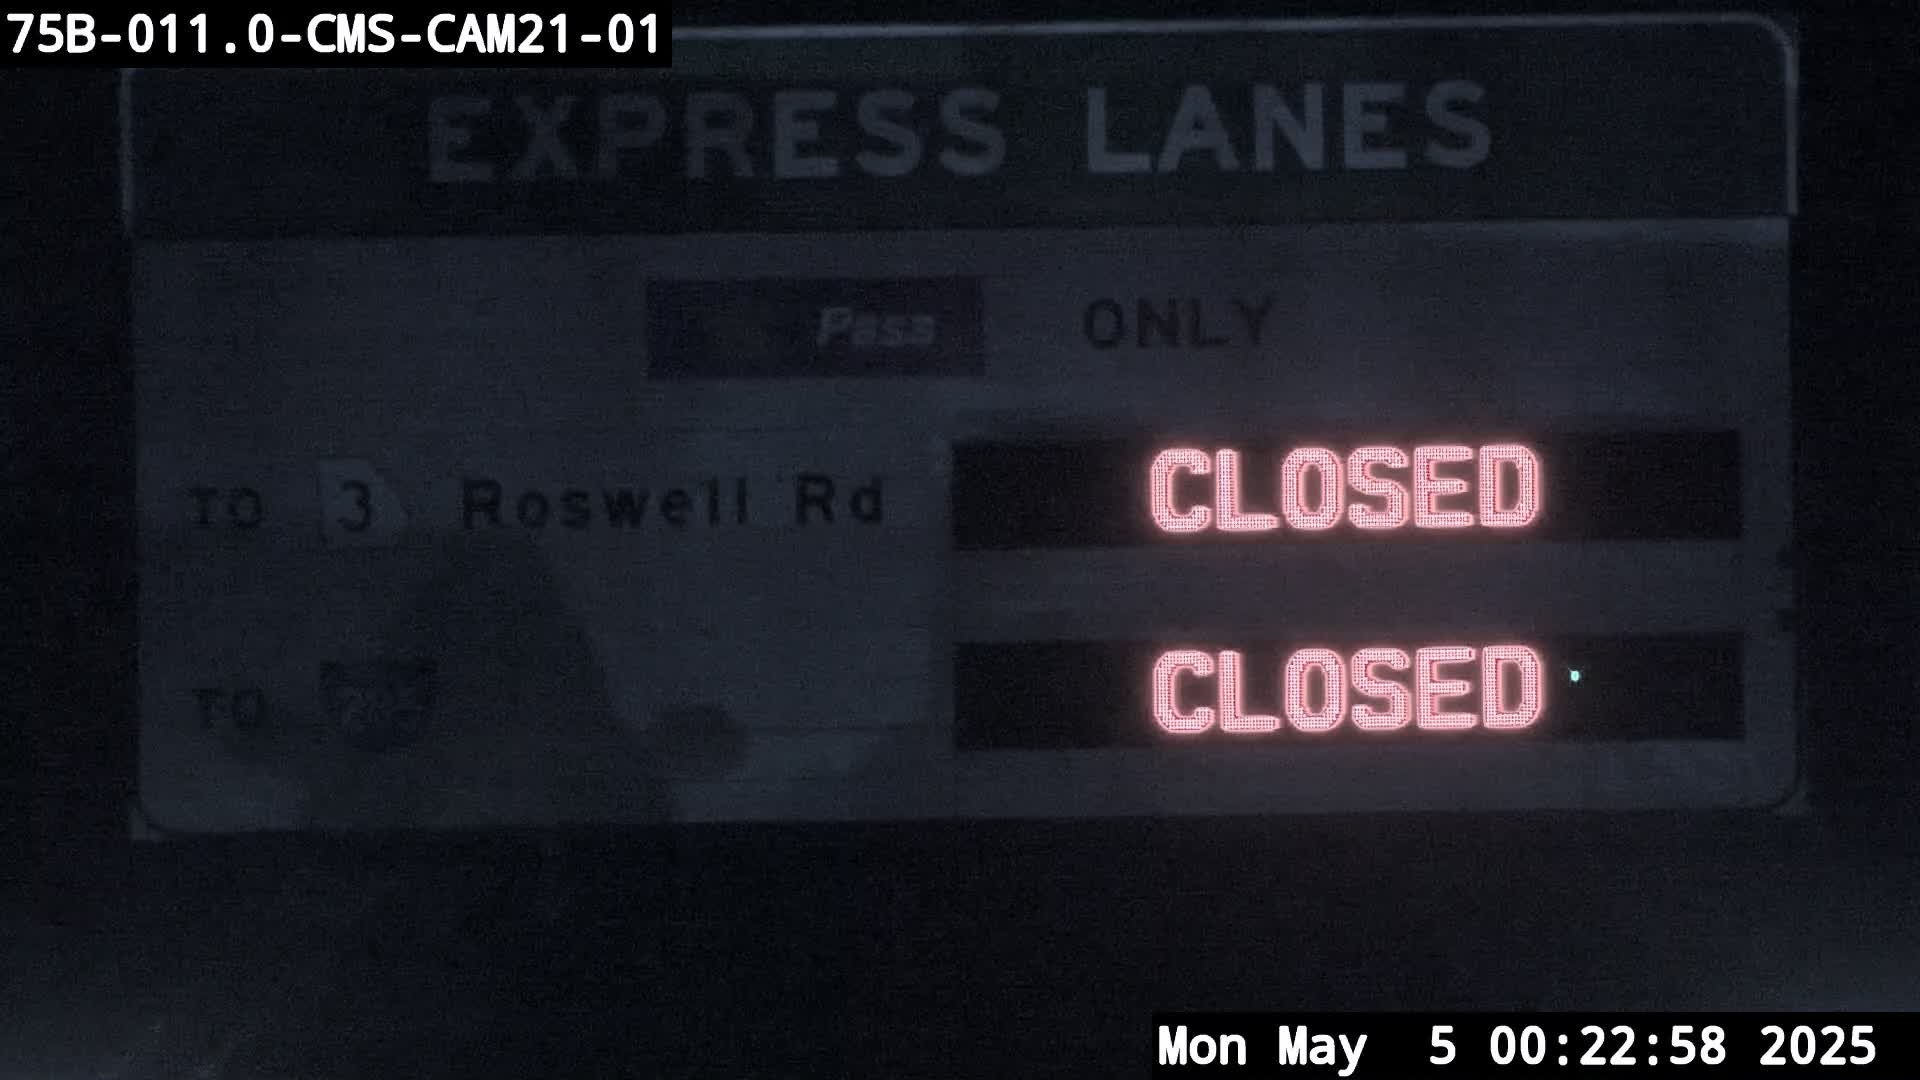 75B-011.0-CMS-CAM21-01
EXPRESS LANES
Pass ONLY
TO 3 Roswell Rd CLOSED
TO CLOSED
Mon May 5 00:22:58 2025